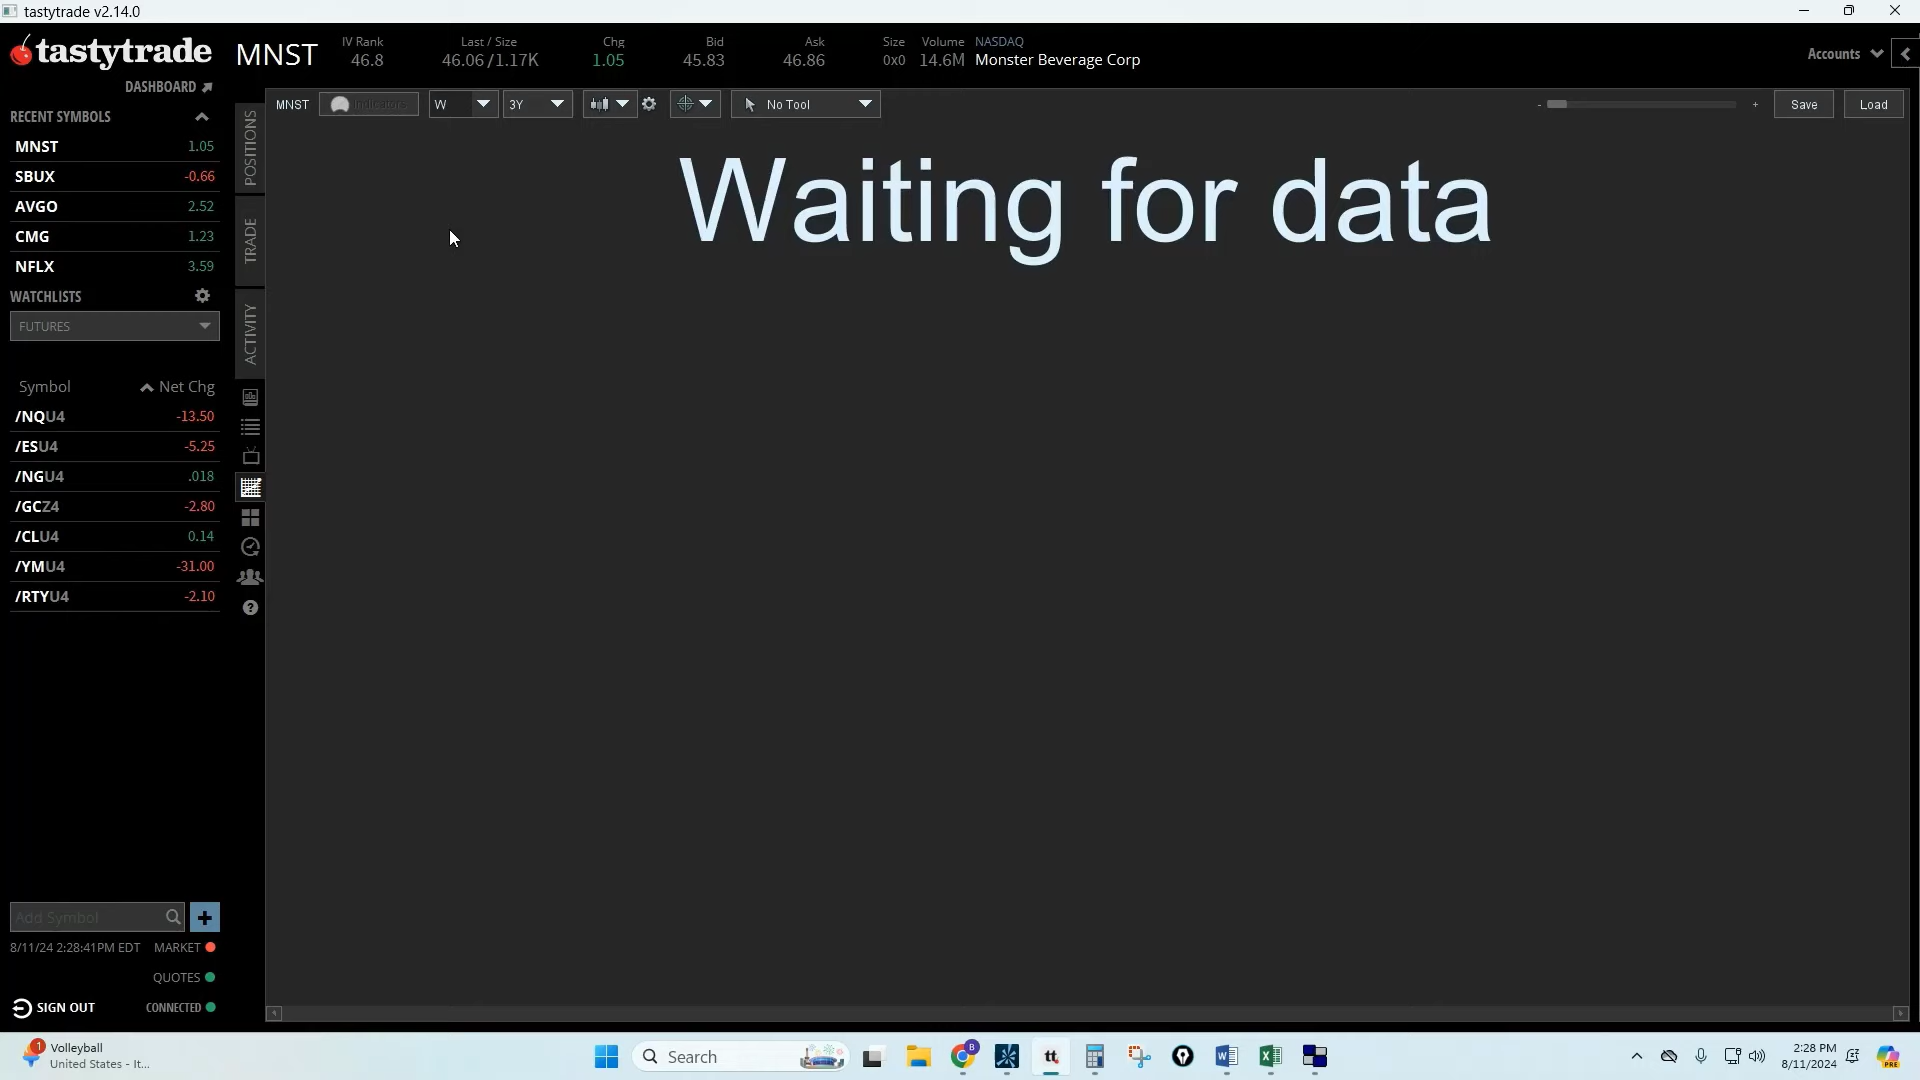 tastytrade v2.14.0
tastytrade
MNST
IV Rank
46.8
Last / Size
46.06 / 1.17K
Chg
1.05
Bid
45.83
Ask
46.86
Size
0x0
Volume
14.6M
NASDAQ
Monster Beverage Corp
Accounts
DASHBOARD
RECENT SYMBOLS
MNST 1.05
SBUX -0.66
AVGO 2.52
CMG 1.23
NFLX 3.59
WATCHLISTS
FUTURES
Symbol Net Chg
/NQU4 -13.50
/ESU4 -5.25
/NGU4 .018
/GCZ4 -2.80
/CLU4 0.14
/YMU4 -31.00
/RTYU4 -2.10
Add Symbol
8/11/24 2:28:41PM EDT MARKET
QUOTES
SIGN OUT CONNECTED
POSITIONS
TRADE
ACTIVITY
MNST Indicators W 3Y No Tool - + Save Load
Waiting for data
1
Volleyball
United States - It...
Search
B
tt
PRE
2:28 PM
8/11/2024